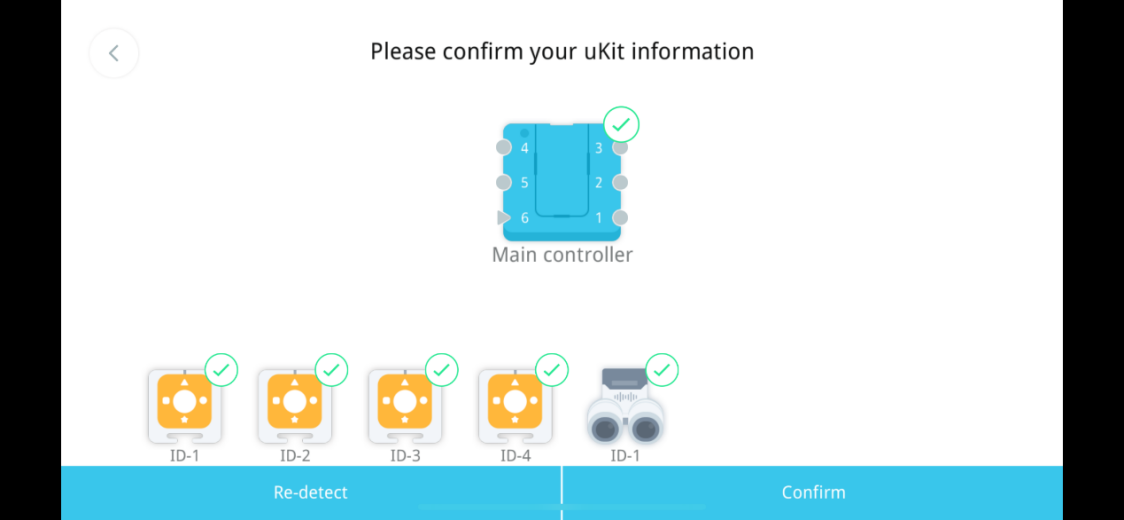 Please confirm your uKit information
4 3
5 2
6 1
Main controller
ID-1 ID-2 ID-3 ID-4 ID-1
Re-detect Confirm